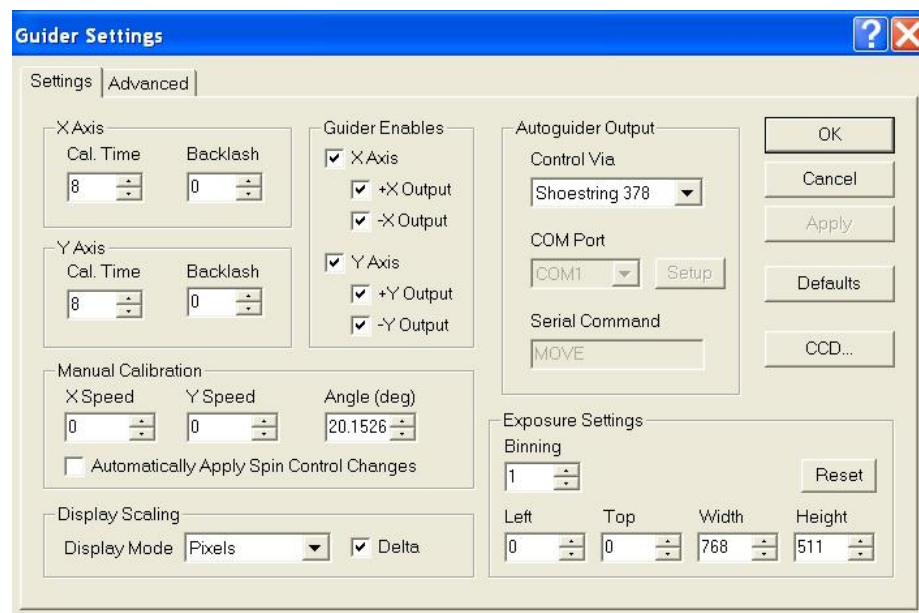 Guider Settings
Settings
Advanced
X Axis
Cal. Time
Backlash
8
0
Y Axis
Cal. Time
Backlash
8
0
Guider Enables
X Axis
+X Output
-X Output
Y Axis
+Y Output
-Y Output
Autoguider Output
Control Via
Shoestring 378
COM Port
COM1
Setup
Serial Command
MOVE
OK
Cancel
Apply
Defaults
CCD...
Manual Calibration
X Speed
Y Speed
Angle (deg)
0
0
20.1526
Automatically Apply Spin Control Changes
Display Scaling
Display Mode
Pixels
Delta
Exposure Settings
Binning
1
Reset
Left
Top
Width
Height
0
0
768
511